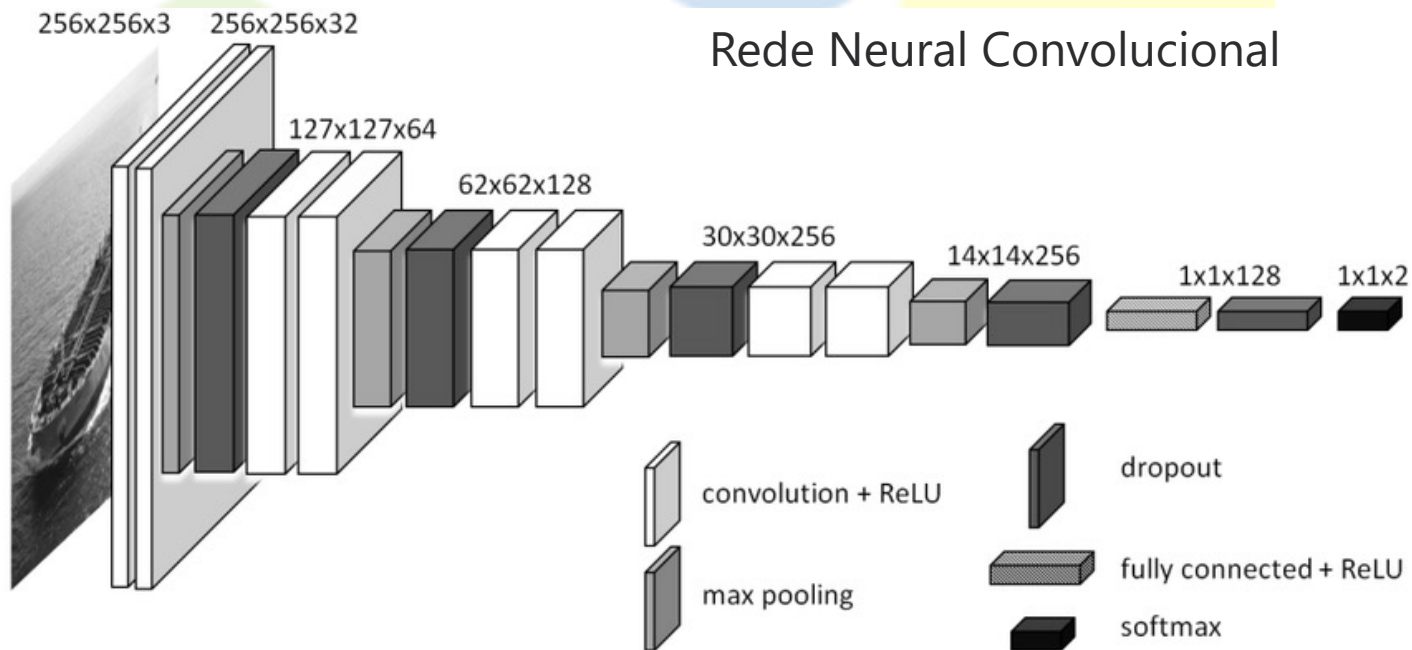 256x256x3
256x256x32
Rede Neural Convolucional
127x127x64
62x62x128
30x30x256
14x14x256
1x1x128
1x1x2
convolution + ReLU
max pooling
dropout
fully connected + ReLU
softmax